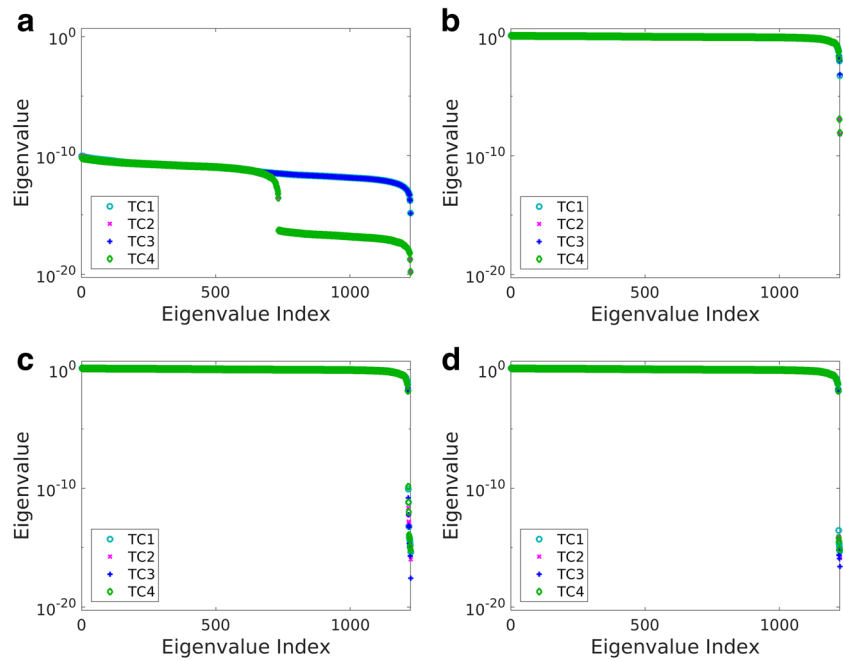 a
10^0
10^-10
10^-20
Eigenvalue
TC1
TC2
TC3
TC4
0 500 1000
Eigenvalue Index
b
10^0
10^-10
10^-20
Eigenvalue
TC1
TC2
TC3
TC4
0 500 1000
Eigenvalue Index
c
10^0
10^-10
10^-20
Eigenvalue
TC1
TC2
TC3
TC4
0 500 1000
Eigenvalue Index
d
10^0
10^-10
10^-20
Eigenvalue
TC1
TC2
TC3
TC4
0 500 1000
Eigenvalue Index